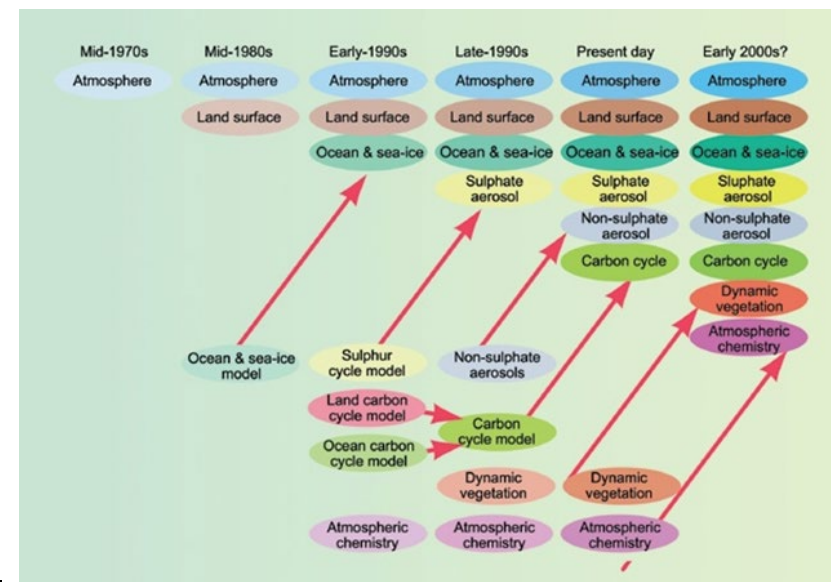 Mid-1970s
Mid-1980s
Early-1990s
Late-1990s
Present day
Early 2000s?
Atmosphere
Atmosphere
Atmosphere
Atmosphere
Atmosphere
Atmosphere
Land surface
Land surface
Land surface
Land surface
Land surface
Ocean & sea-ice
Ocean & sea-ice
Ocean & sea-ice
Ocean & sea-ice
Sulphate
aerosol
Sulphate
aerosol
Sluphate
aerosol
Non-sulphate
aerosol
Non-sulphate
aerosol
Carbon cycle
Carbon cycle
Dynamic
vegetation
Atmospheric
chemistry
Ocean & sea-ice
model
Sulphur
cycle model
Non-sulphate
aerosols
Land carbon
cycle model
Carbon
cycle model
Ocean carbon
cycle model
Dynamic
vegetation
Dynamic
vegetation
Atmospheric
chemistry
Atmospheric
chemistry
Atmospheric
chemistry